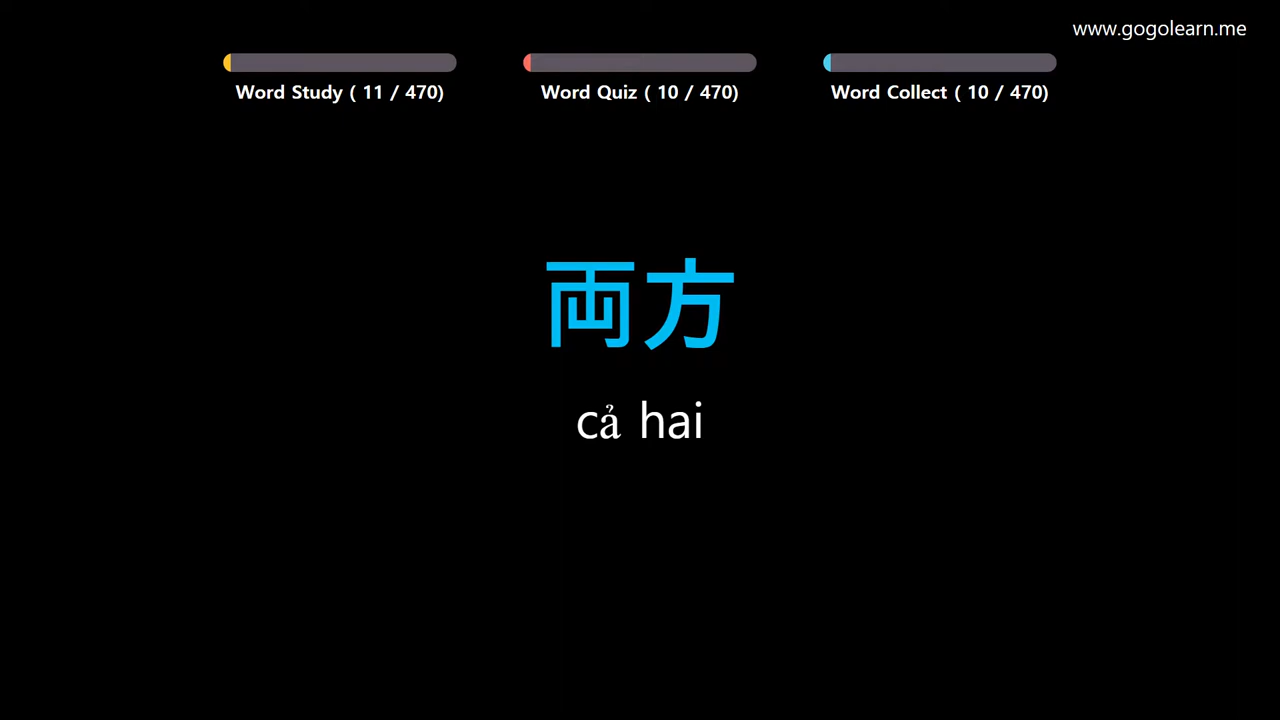 www.gogolearn.me
Word Study ( 11 / 470)
Word Quiz ( 10 / 470)
Word Collect ( 10 / 470)
両方
cả hai